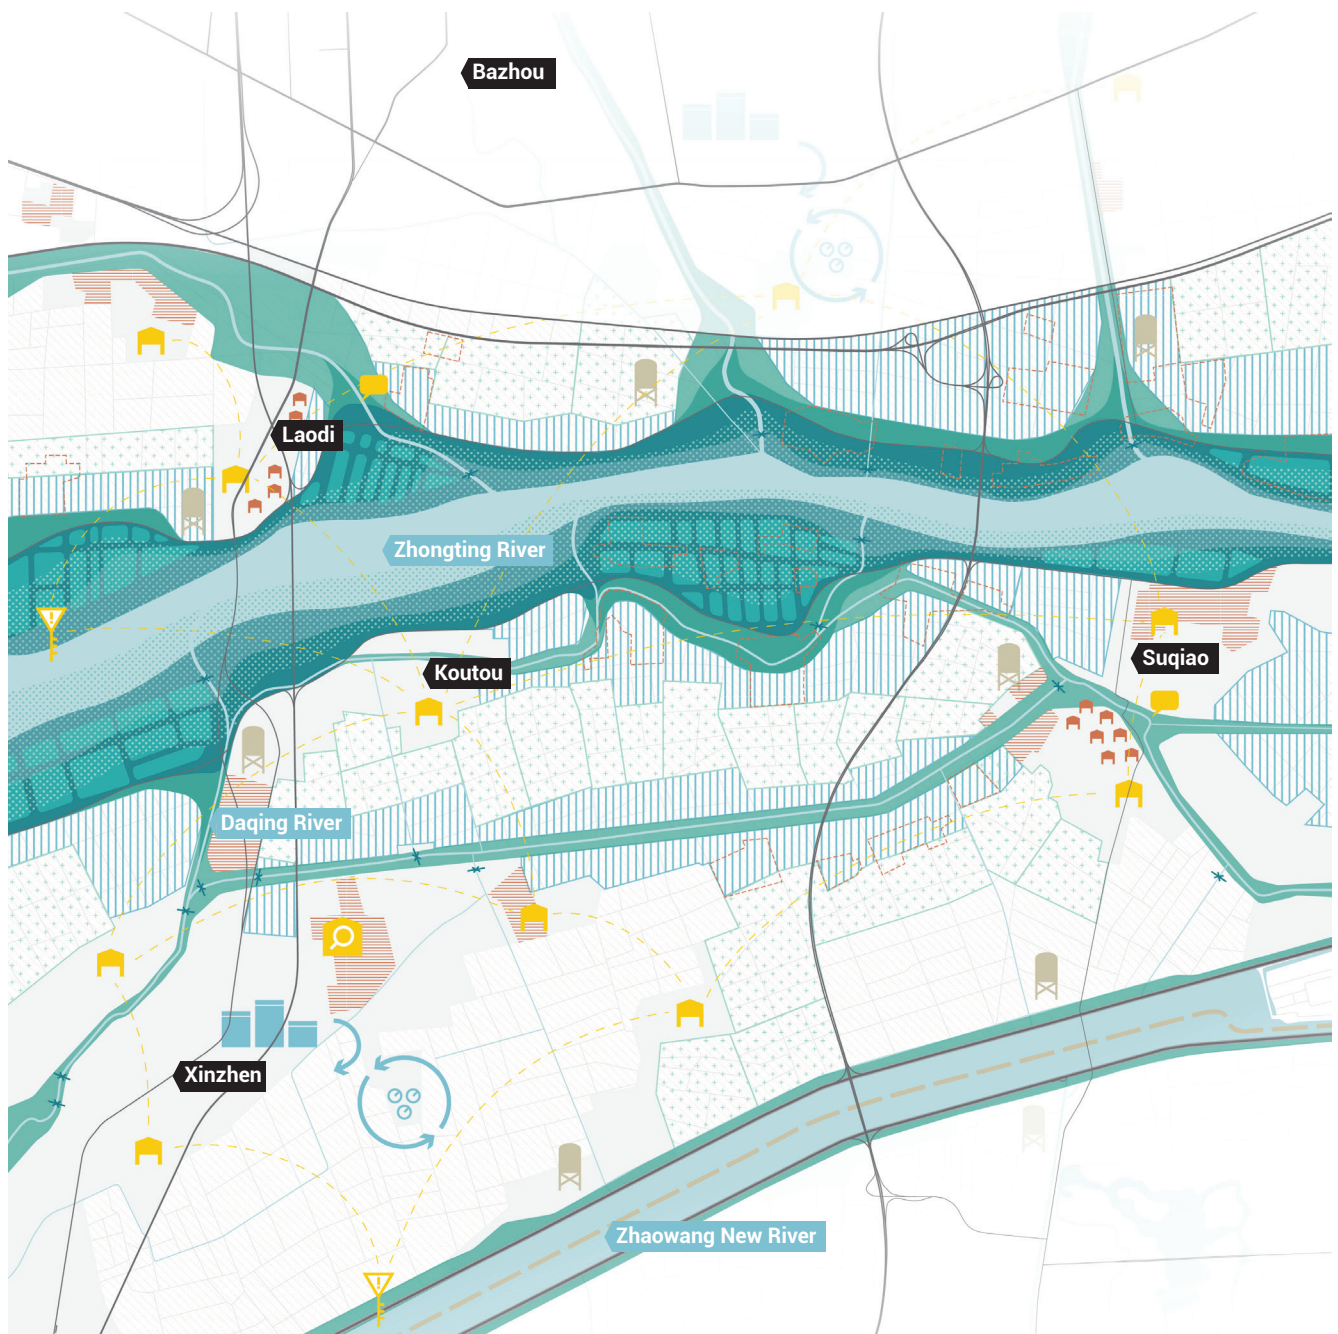 Bazhou
Laodi
Zhongting River
Koutou
Suqiao
Daqing River
Xinzhen
Zhaowang New River